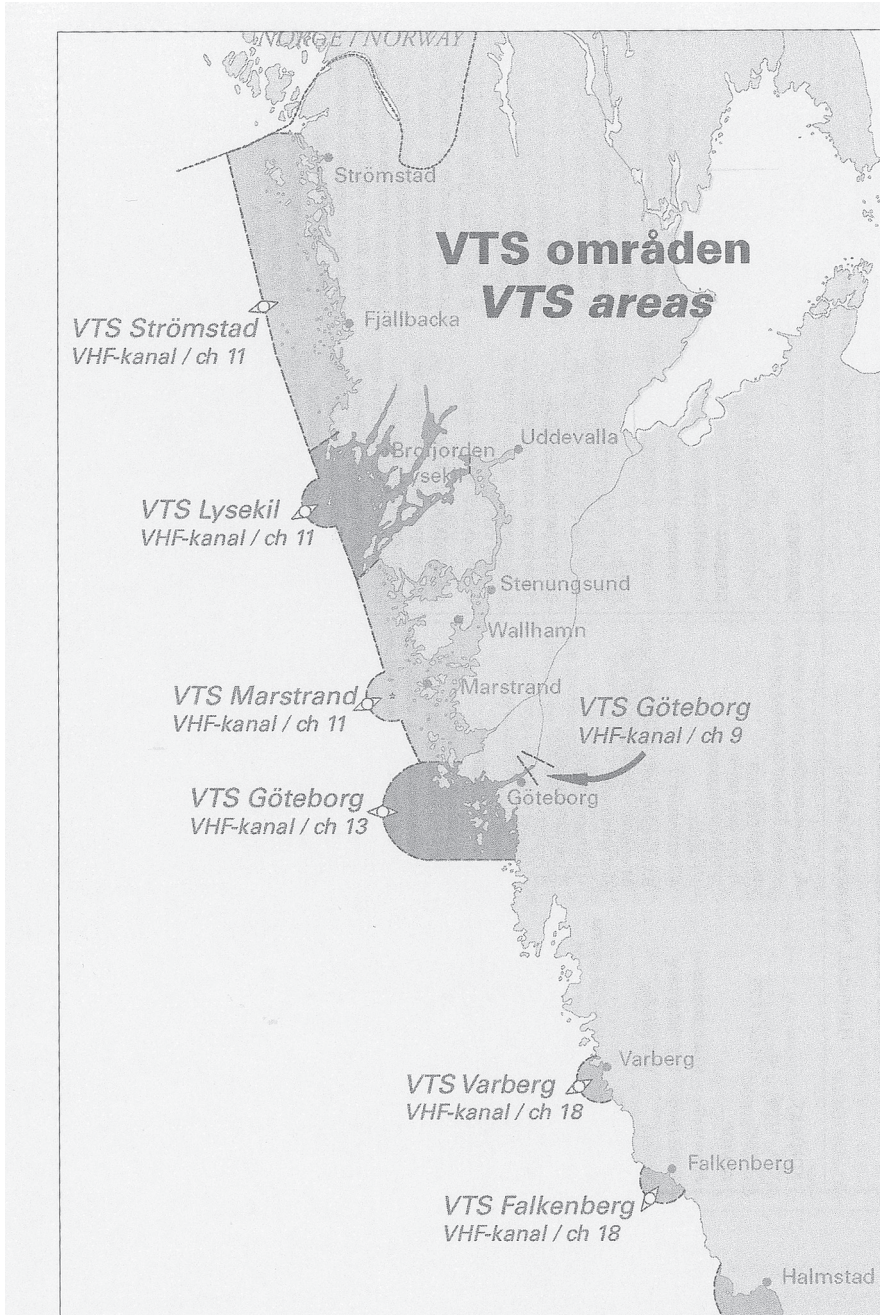 NORGE / NORWAY
Strömstad
VTS områden
VTS areas
Fjällbacka
VTS Strömstad
VHF-kanal / ch 11
Uddevalla
Brofjorden
Lysekil
VTS Lysekil
VHF-kanal / ch 11
Stenungsund
Wallhamn
Marstrand
VTS Marstrand
VHF-kanal / ch 11
VTS Göteborg
VHF-kanal / ch 9
VTS Göteborg
VHF-kanal / ch 13
Göteborg
Varberg
VTS Varberg
VHF-kanal / ch 18
Falkenberg
VTS Falkenberg
VHF-kanal / ch 18
Halmstad